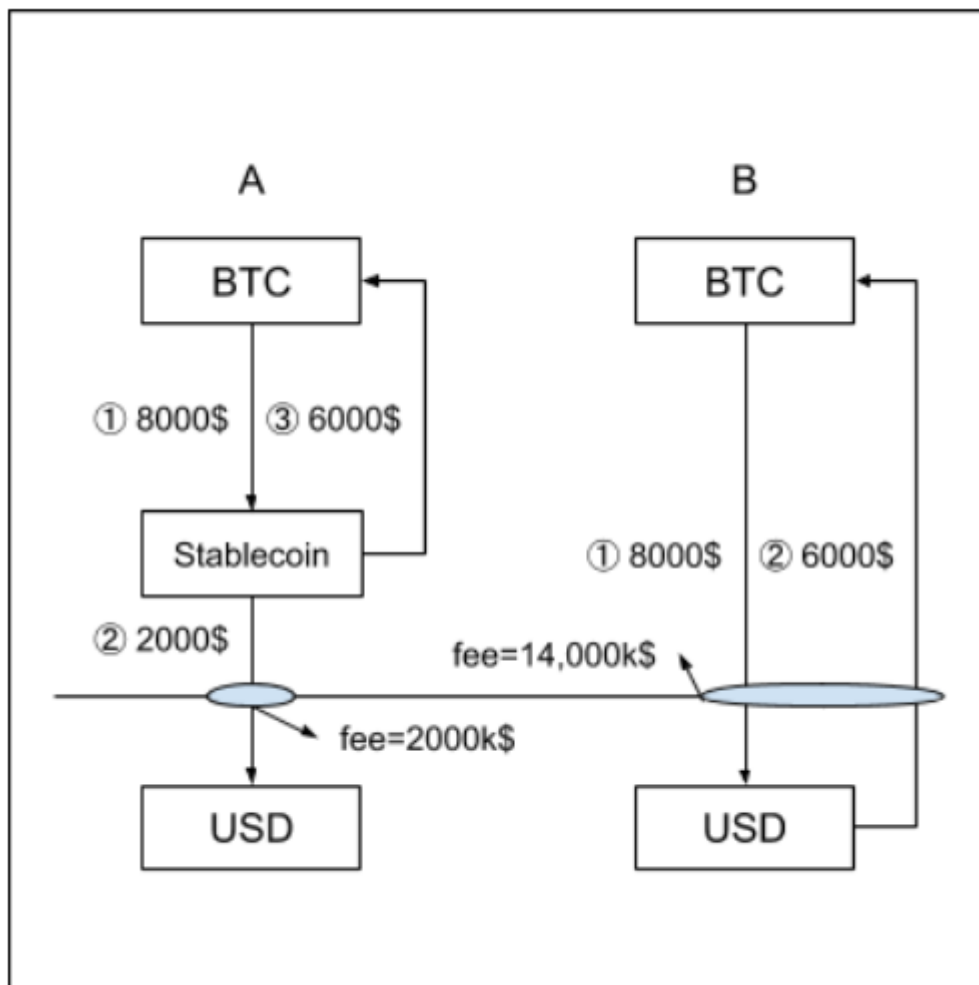 A
BTC
① 8000$ ③ 6000$
Stablecoin
② 2000$
fee=2000k$
USD
B
BTC
① 8000$ ② 6000$
fee=14,000k$
USD